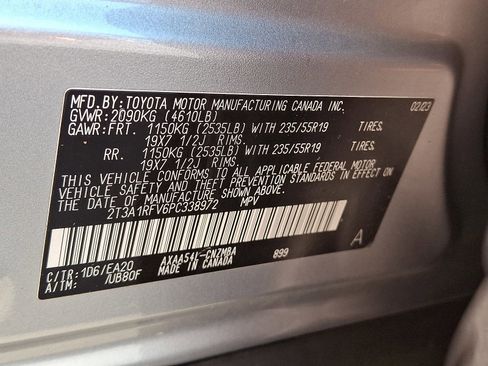 MFD. BY: TOYOTA MOTOR MANUFACTURING CANADA INC. 02/23
GVWR: 2090KG (4610LB)
GAWR: FRT. 1150KG (2535LB) WITH 235/55R19 TIRES,
19X7 1/2J RIMS,
RR. 1150KG (2535LB) WITH 235/55R19 TIRES,
19X7 1/2J RIMS,
THIS VEHICLE CONFORMS TO ALL APPLICABLE FEDERAL MOTOR
VEHICLE SAFETY AND THEFT PREVENTION STANDARDS IN EFFECT ON
THE DATE OF MANUFACTURE SHOWN ABOVE.
2T3A1RFV6PC338972 MPV
C/TR: 1D6/EA20 AXAA54L-CNZMBA 899 A
A/TM: /UB80F MADE IN CANADA